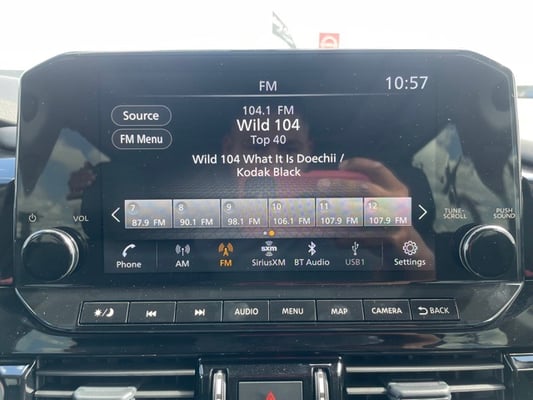 FM
10:57
Source
FM Menu
104.1 FM
Wild 104
Top 40
Wild 104 What It Is Doechii /
Kodak Black
7 8 9 10 11 12
87.9 FM 90.1 FM 98.1 FM 106.1 FM 107.9 FM 107.9 FM
VOL
TUNE-
SCROLL
PUSH
SOUND
Phone AM FM SiriusXM BT Audio USB1 Settings
sxm
AUDIO MENU MAP CAMERA BACK